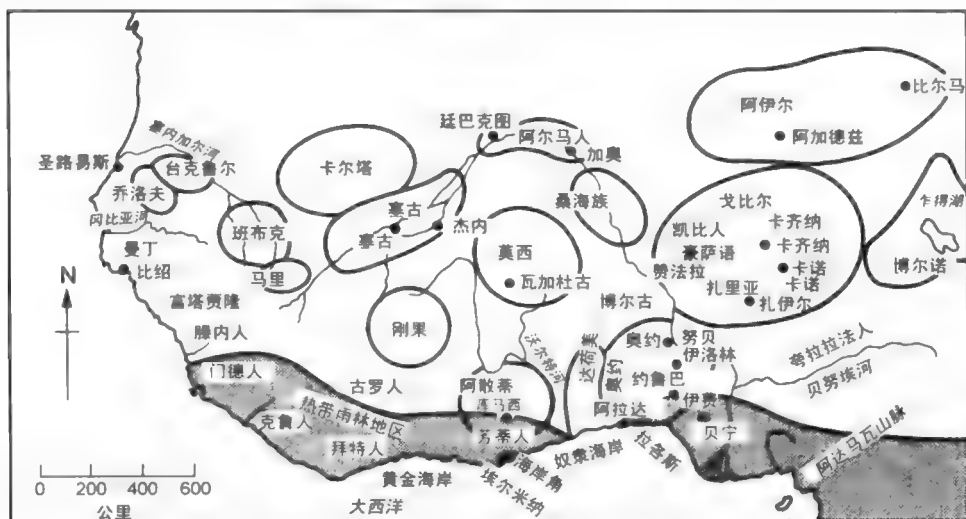 比尔马
阿伊尔
阿加德兹
廷巴克图
阿尔马人
加奥
塞内加尔河
圣路易斯
台克鲁尔
卡尔塔
乔洛夫
冈比亚河
塞古
塞古
杰内
桑海族
戈比尔
乍得湖
班布克
凯比人
卡齐纳
卡齐纳
豪萨语
曼丁
比绍
马里
莫西
瓦加杜古
赞法拉
卡诺
卡诺
博尔诺
扎里亚
扎伊尔
N
富塔贾隆
博尔古
滕内人
刚果
沃尔特河
达荷美
奥约
奥约
努贝
伊洛林
夸拉拉法人
贝努埃河
门德人
古罗人
阿散蒂
库马西
约鲁巴
伊费
阿拉达
热带雨林地区
克鲁人
拜特人
芳蒂人
贝宁
阿达马瓦山脉
奴隶海岸
拉各斯
黄金海岸
海岸角
埃尔米纳
大西洋
0 200 400 600
公里